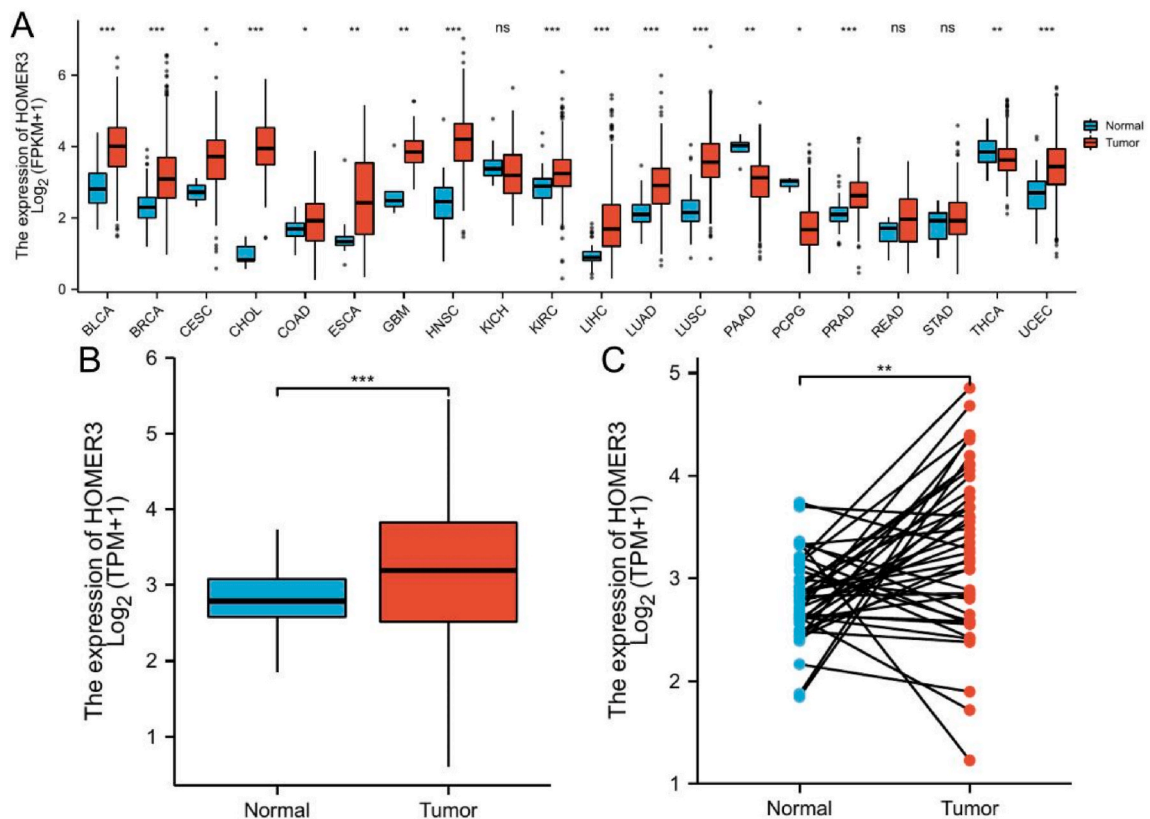 A
*** *** * *** * ** ** *** ns *** *** *** *** ** * *** ns ns ** ***
The expression of HOMER3
Log2 (FPKM+1)
6
4
2
0
Normal
Tumor
BLCA BRCA CESC CHOL COAD ESCA GBM HNSC KICH KIRC LIHC LUAD LUSC PAAD PCPG PRAD READ STAD THCA UCEC
B
***
The expression of HOMER3
Log2 (TPM+1)
6
5
4
3
2
1
Normal Tumor
C
**
The expression of HOMER3
Log2 (TPM+1)
5
4
3
2
1
Normal Tumor